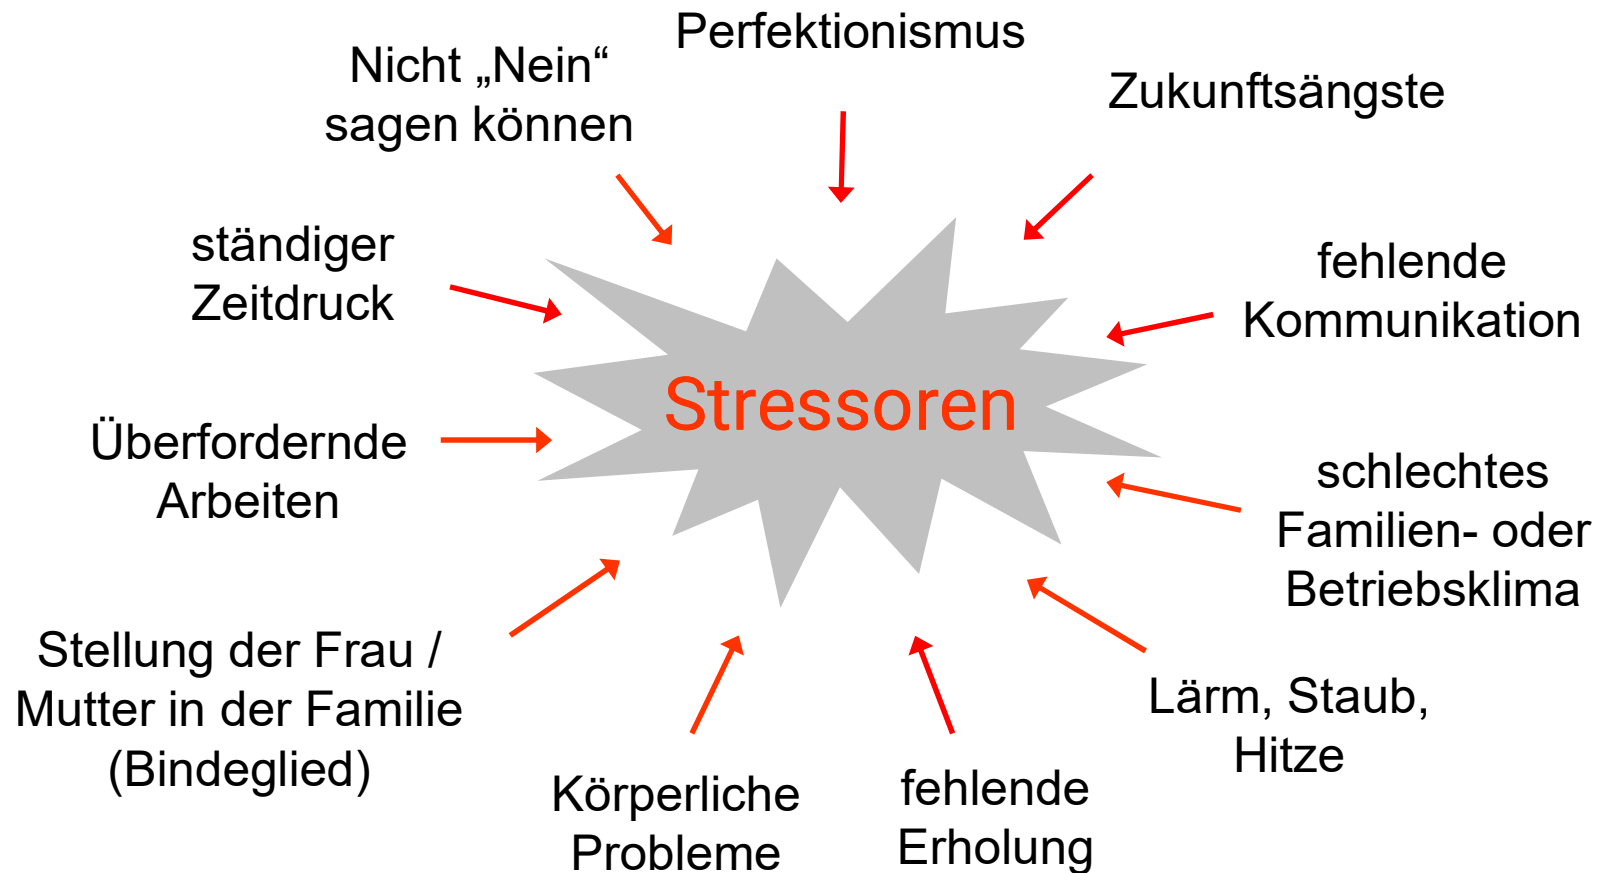 Perfektionismus
Nicht „Nein“
sagen können
Zukunftsängste
ständiger
Zeitdruck
fehlende
Kommunikation
Stressoren
Überfordernde
Arbeiten
schlechtes
Familien- oder
Betriebsklima
Stellung der Frau /
Mutter in der Familie
(Bindeglied)
Lärm, Staub,
Hitze
Körperliche
Probleme
fehlende
Erholung